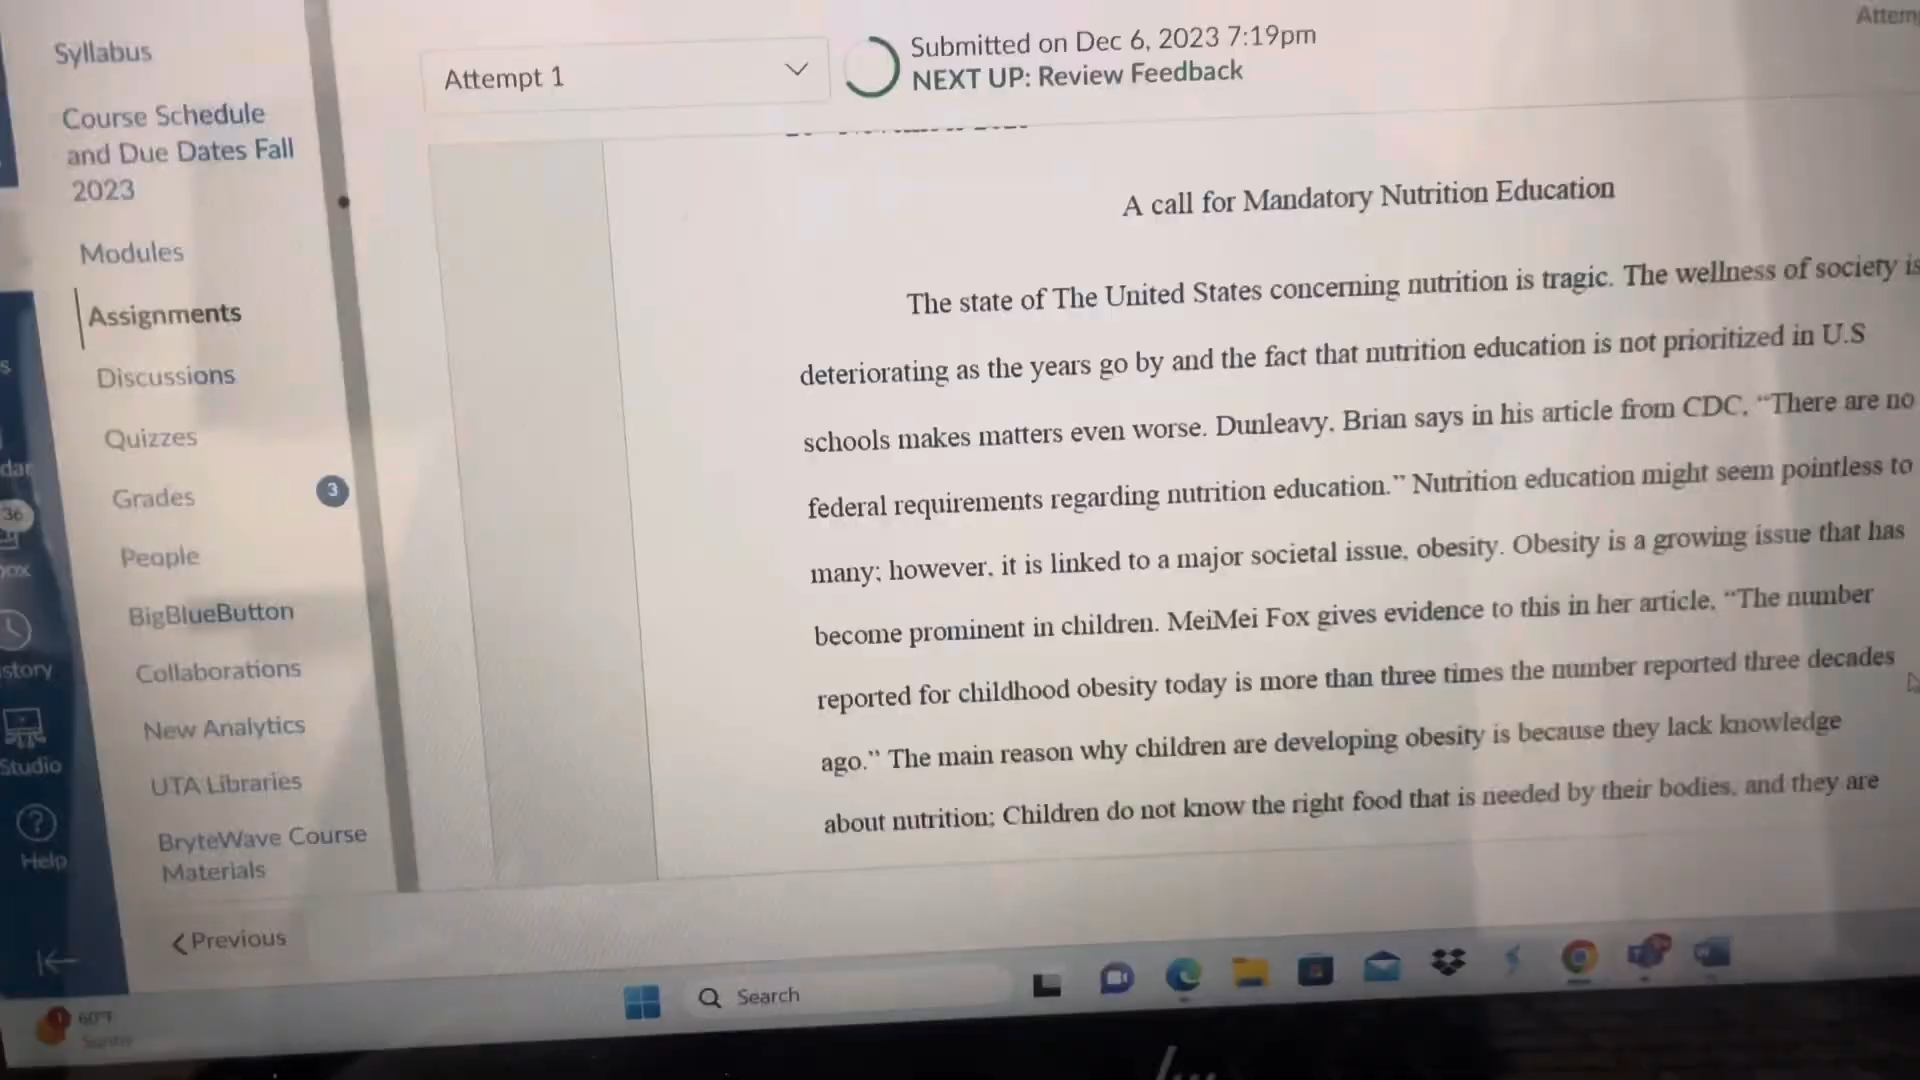 Syllabus
Course Schedule
and Due Dates Fall
2023
Modules
Assignments
Discussions
Quizzes
Grades
3
People
BigBlueButton
Collaborations
New Analytics
UTA Libraries
BryteWave Course
Materials
Previous
36
story
Studio
Help
Attempt 1
Submitted on Dec 6, 2023 7:19pm
NEXT UP: Review Feedback
Attem
A call for Mandatory Nutrition Education
The state of The United States concerning nutrition is tragic. The wellness of society is
deteriorating as the years go by and the fact that nutrition education is not prioritized in U.S
schools makes matters even worse. Dunleavy, Brian says in his article from CDC, “There are no
federal requirements regarding nutrition education.” Nutrition education might seem pointless to
many; however, it is linked to a major societal issue, obesity. Obesity is a growing issue that has
become prominent in children. MeiMei Fox gives evidence to this in her article, “The number
reported for childhood obesity today is more than three times the number reported three decades
ago.” The main reason why children are developing obesity is because they lack knowledge
about nutrition; Children do not know the right food that is needed by their bodies, and they are
Search
60°F
Sunny